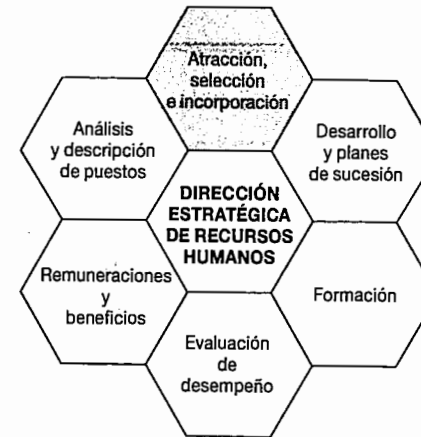 Atracción,
selección
e incorporación
Análisis
y descripción
de puestos
Desarrollo
y planes
de sucesión
DIRECCIÓN
ESTRATÉGICA
DE RECURSOS
HUMANOS
Remuneraciones
y
beneficios
Formación
Evaluación
de
desempeño